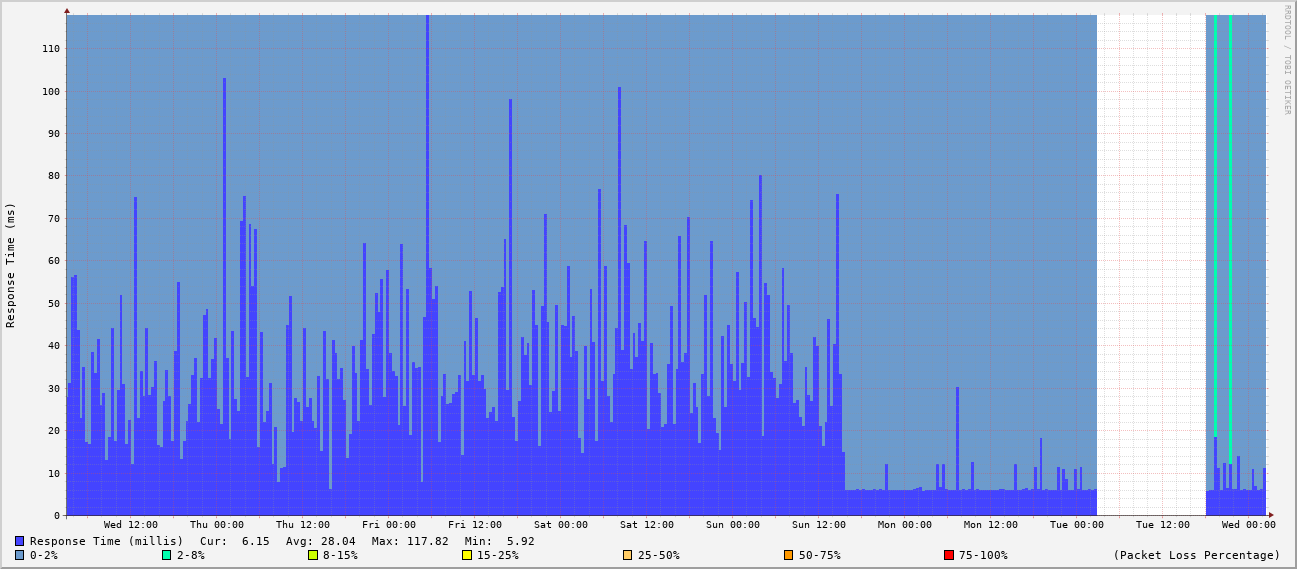 RRDTOOL / TOBI OETIKER
Response Time (ms)
110
100
90
80
70
60
50
40
30
20
10
0
Wed 12:00 Thu 00:00 Thu 12:00 Fri 00:00 Fri 12:00 Sat 00:00 Sat 12:00 Sun 00:00 Sun 12:00 Mon 00:00 Mon 12:00 Tue 00:00 Tue 12:00 Wed 00:00
Response Time (millis) Cur: 6.15 Avg: 28.04 Max: 117.82 Min: 5.92
0-2% 2-8% 8-15% 15-25% 25-50% 50-75% 75-100% (Packet Loss Percentage)